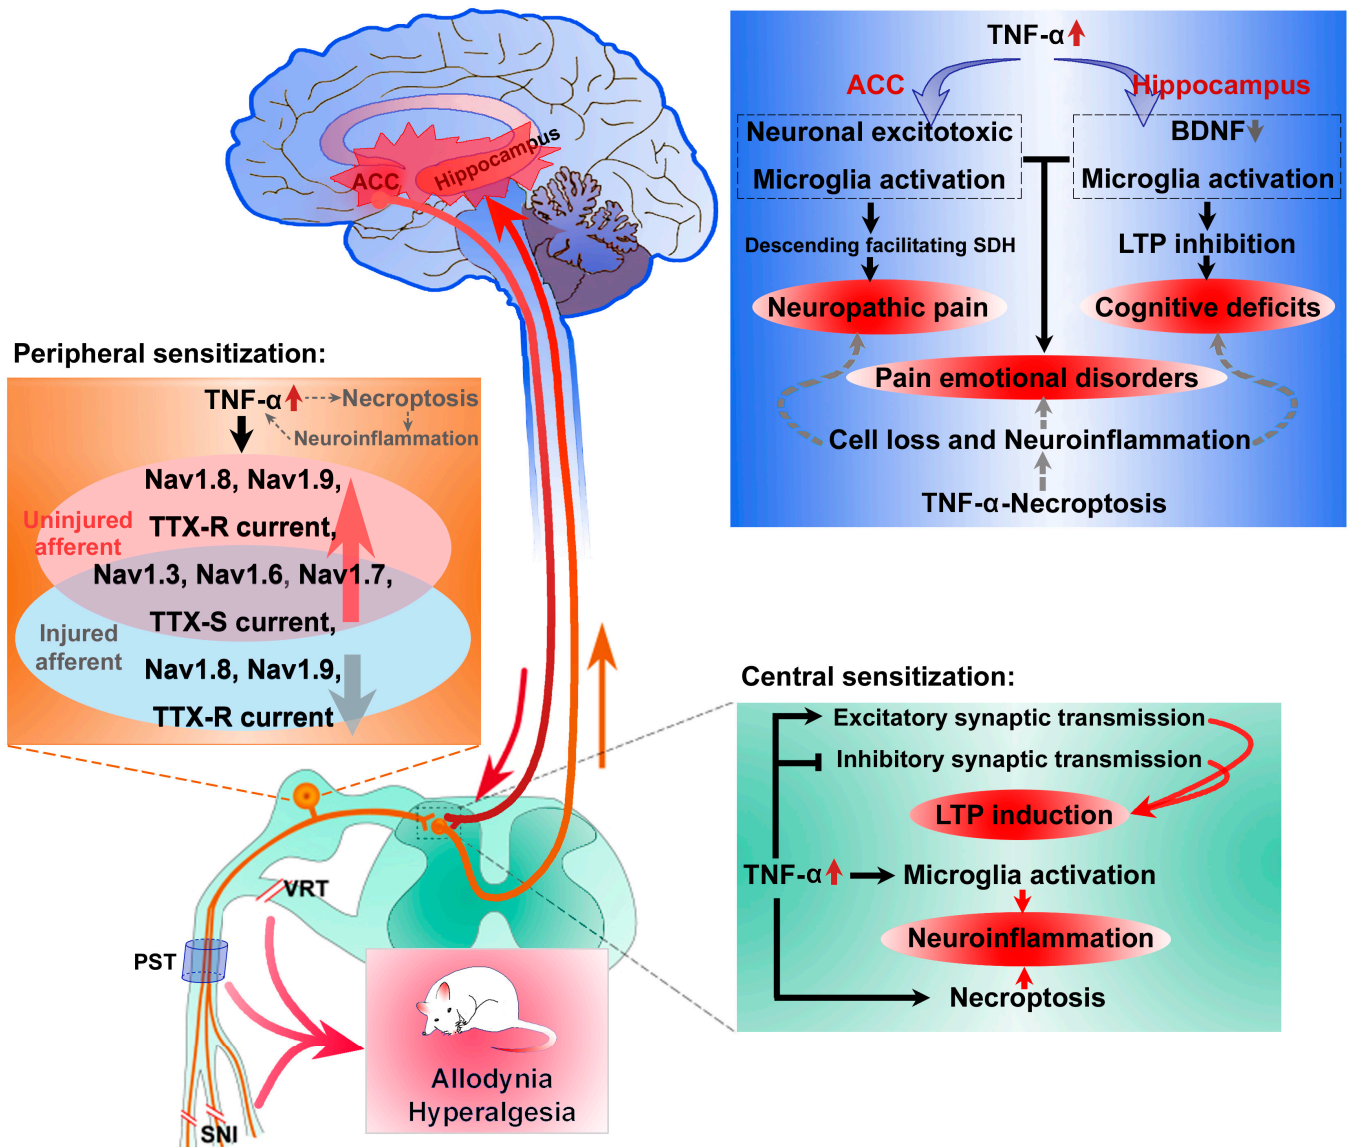 TNF-α
ACC
Hippocampus
Neuronal excitotoxic
Microglia activation
BDNF
Microglia activation
Descending facilitating SDH
LTP inhibition
Neuropathic pain
Cognitive deficits
Pain emotional disorders
Cell loss and Neuroinflammation
TNF-α-Necroptosis
ACC
Hippocampus
Peripheral sensitization:
TNF-α
Necroptosis
Neuroinflammation
Nav1.8, Nav1.9,
Uninjured
afferent
TTX-R current,
Nav1.3, Nav1.6, Nav1.7,
TTX-S current,
Injured
afferent
Nav1.8, Nav1.9,
TTX-R current
Central sensitization:
Excitatory synaptic transmission
Inhibitory synaptic transmission
LTP induction
TNF-α
Microglia activation
Neuroinflammation
Necroptosis
VRT
PST
SNI
Allodynia
Hyperalgesia